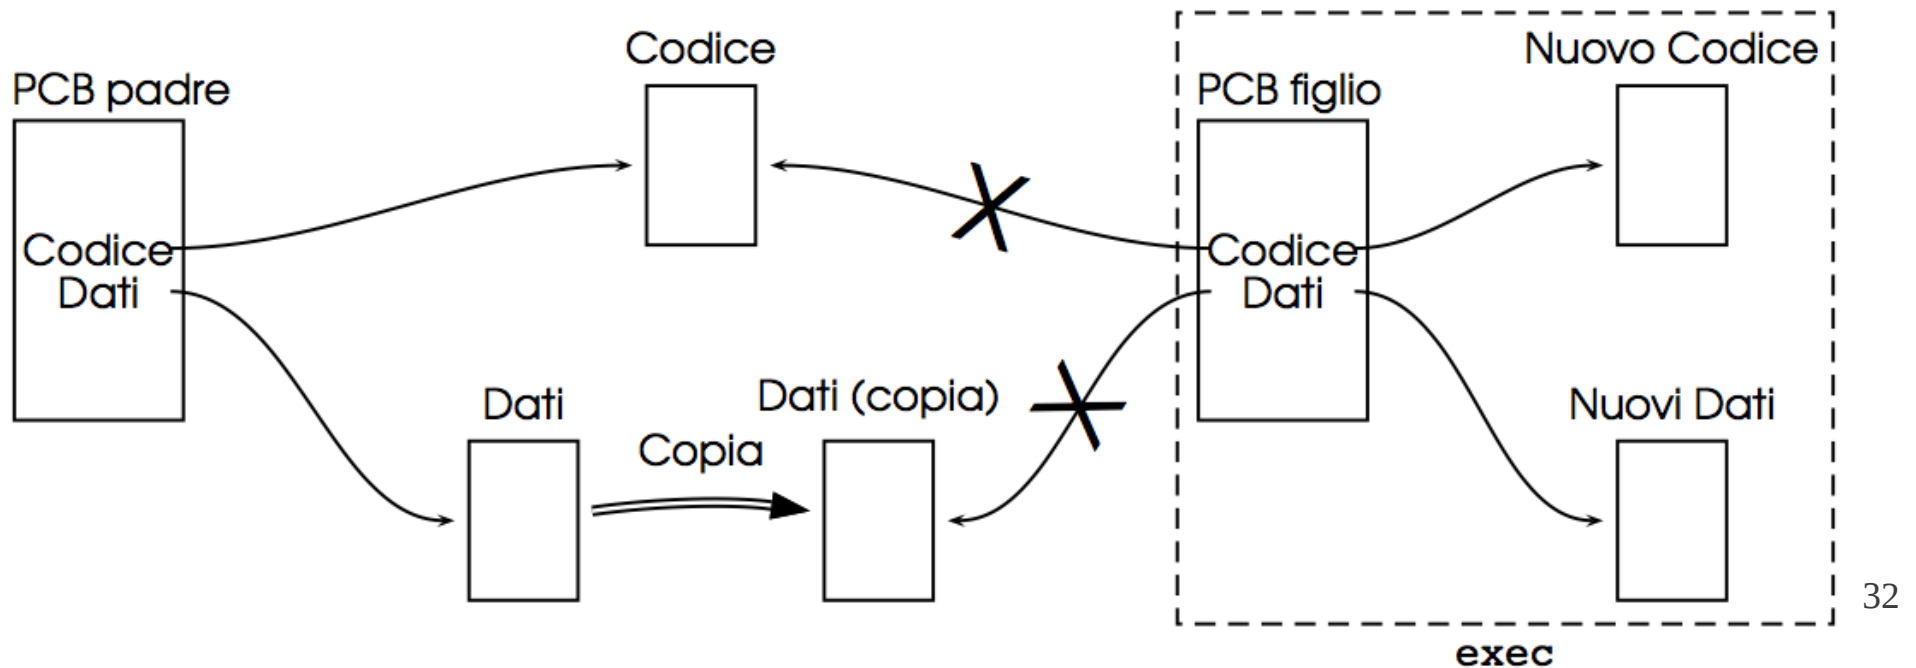 PCB padre
Codice
Dati
Codice
Dati
Copia
Dati (copia)
PCB figlio
Codice
Dati
Nuovo Codice
Nuovi Dati
exec
32